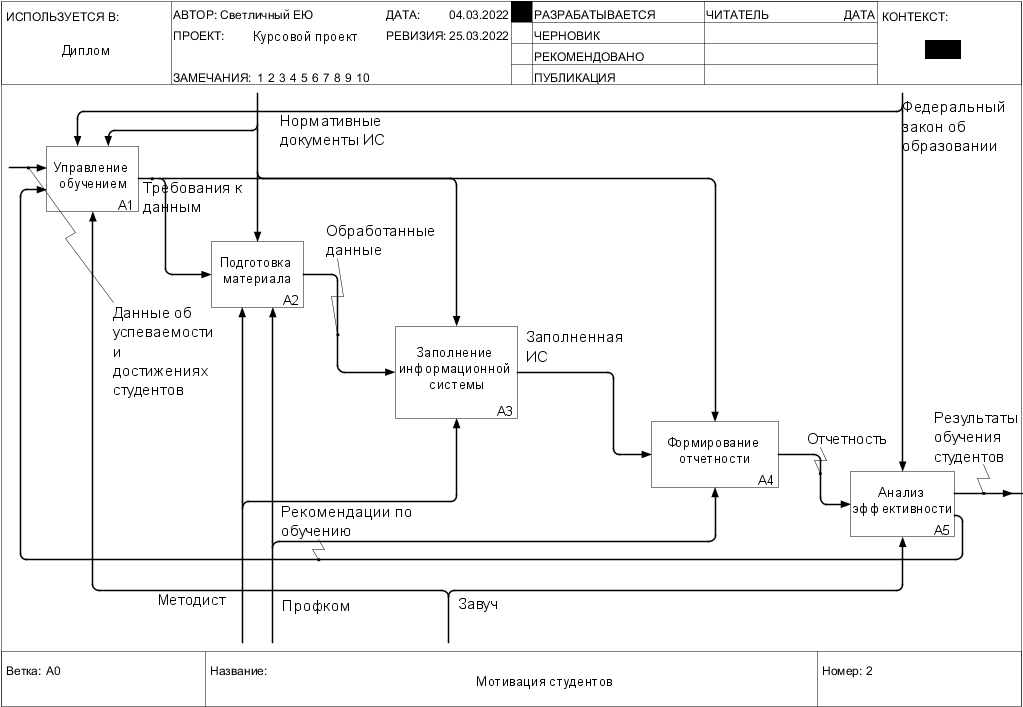 ИСПОЛЬЗУЕТСЯ В:
Диплом
АВТОР: Светличный ЕЮ
ДАТА: 04.03.2022
ПРОЕКТ: Курсовой проект
РЕВИЗИЯ: 25.03.2022
ЗАМЕЧАНИЯ: 1 2 3 4 5 6 7 8 9 10
РАЗРАБАТЫВАЕТСЯ
ЧЕРНОВИК
РЕКОМЕНДОВАНО
ПУБЛИКАЦИЯ
ЧИТАТЕЛЬ
ДАТА
КОНТЕКСТ:
Нормативные
документы ИС
Федеральный
закон об
образовании
Управление
обучением
A1
Требования к
данным
Подготовка
материала
A2
Обработанные
данные
Данные об
успеваемости
и
достижениях
студентов
Заполнение
информационной
системы
A3
Заполненная
ИС
Формирование
отчетности
A4
Отчетность
Результаты
обучения
студентов
Анализ
эффективности
A5
Рекомендации по
обучению
Методист
Профком
Завуч
Ветка: A0
Название:
Мотивация студентов
Номер: 2